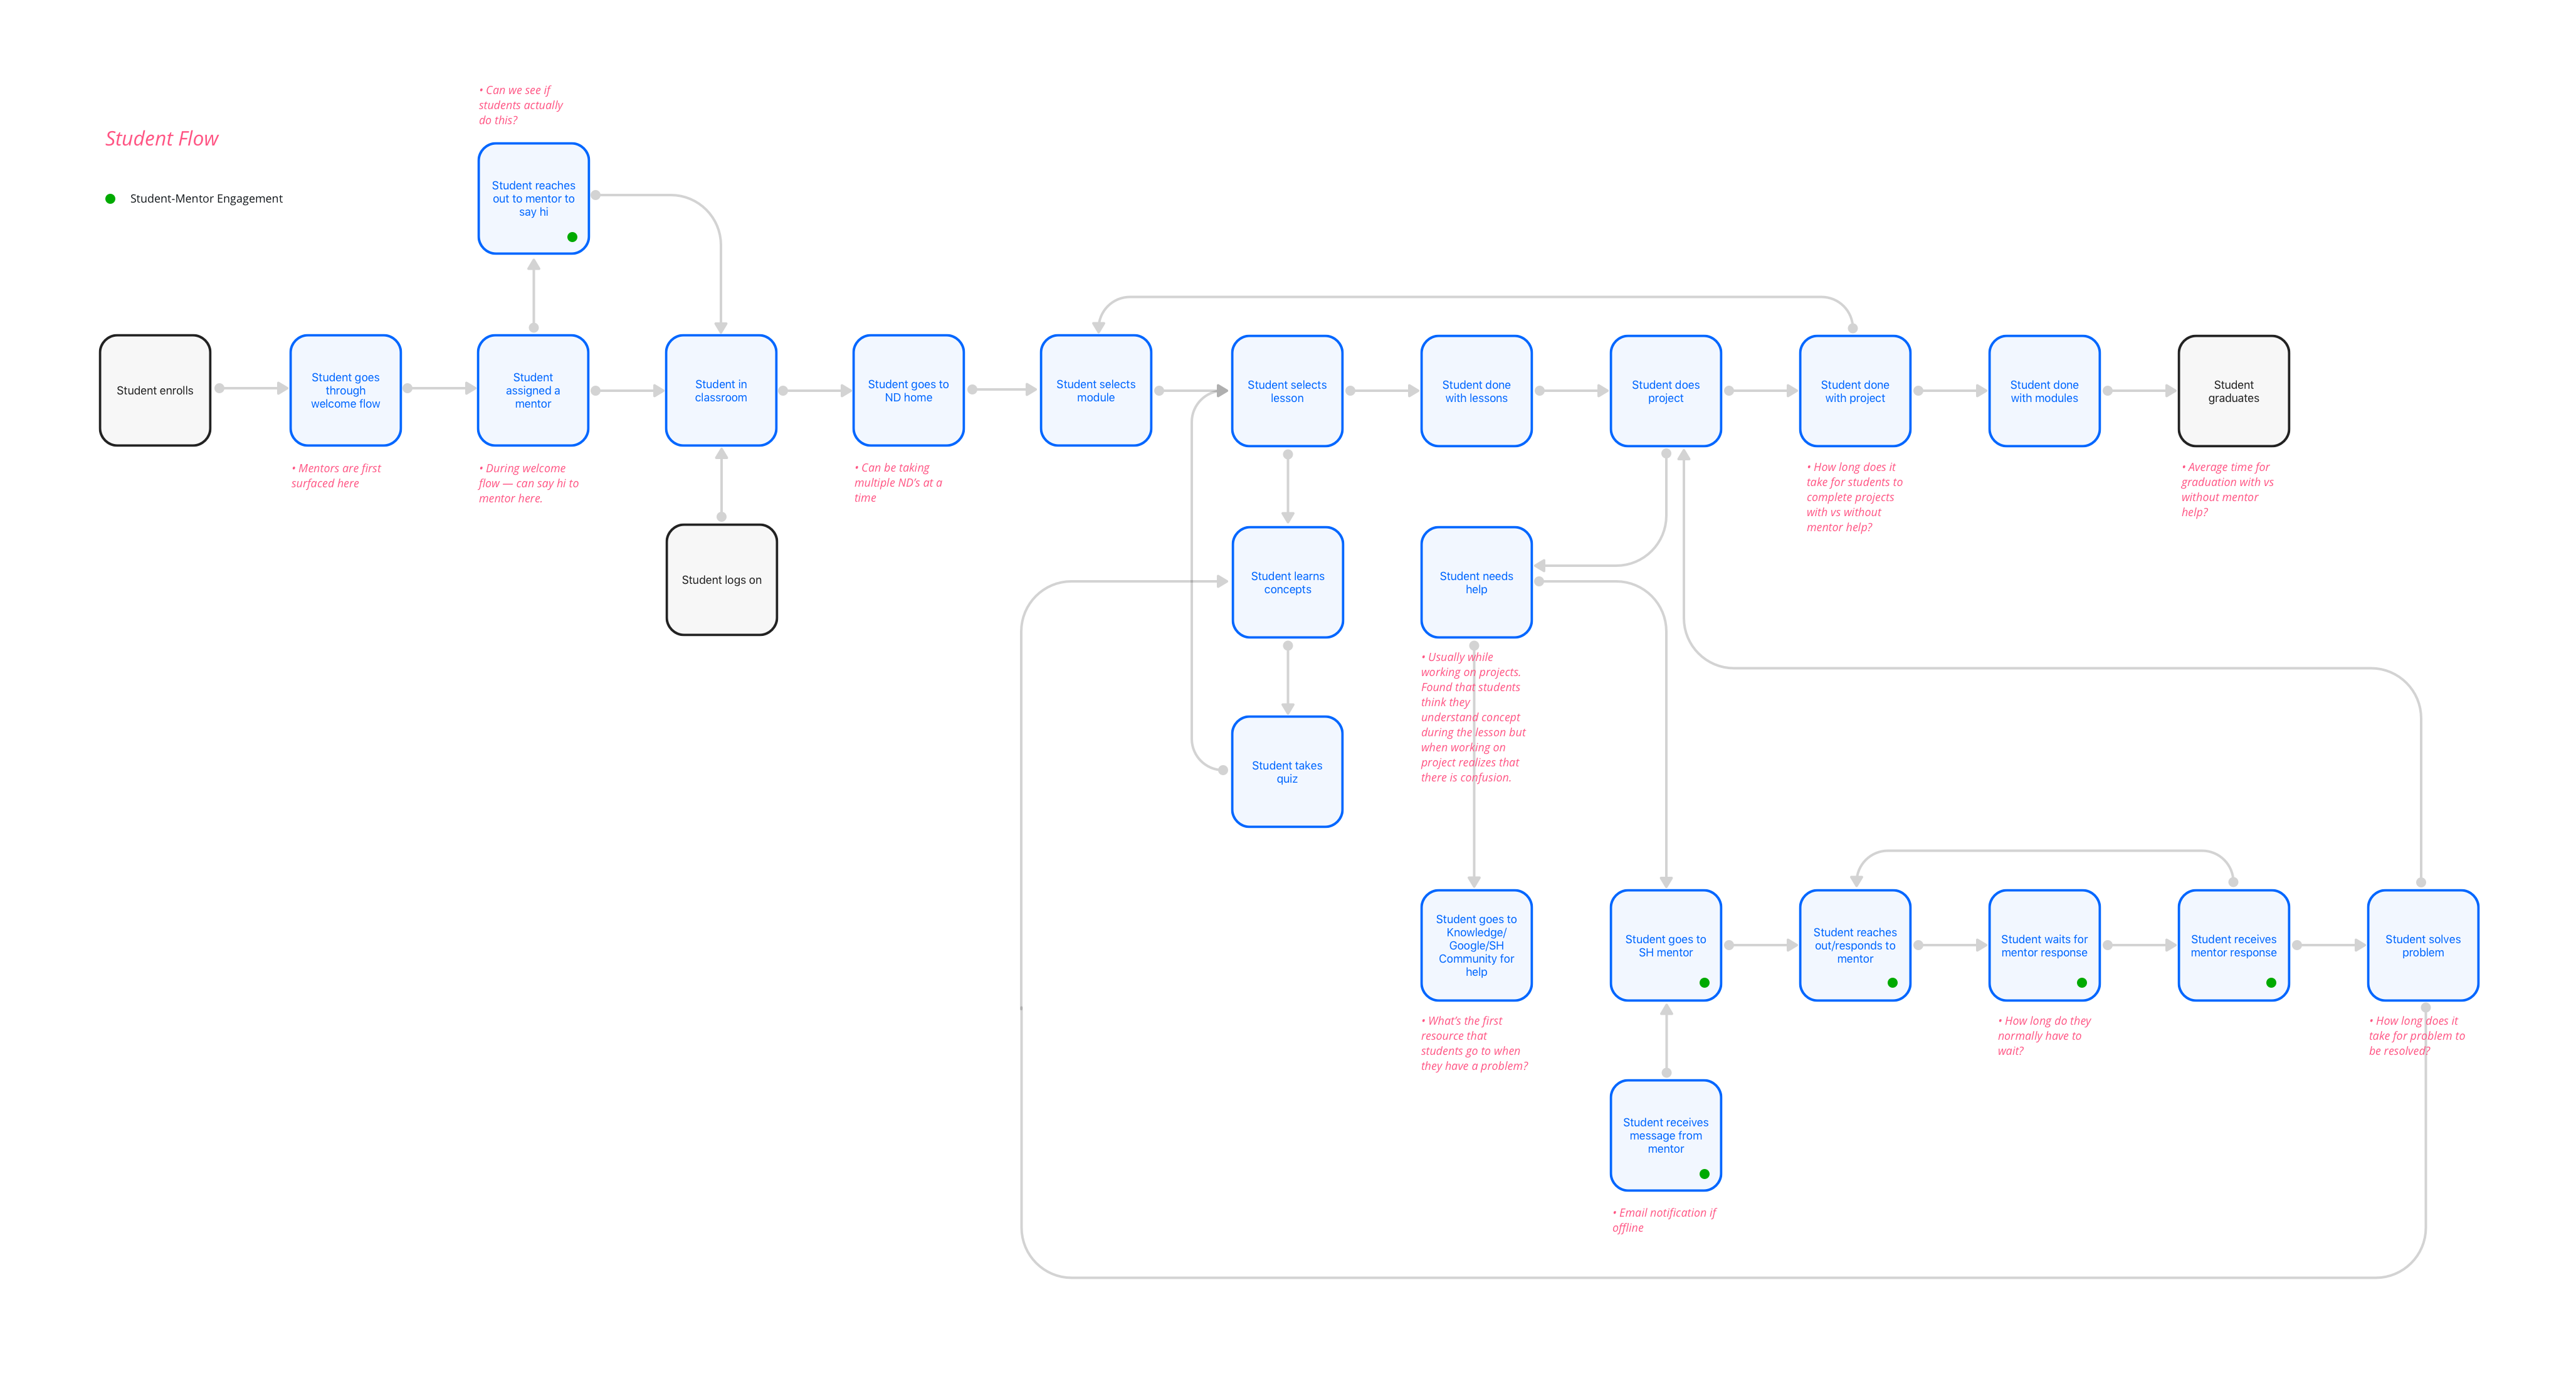 • Can we see if
students actually
do this?
Student Flow
Student-Mentor Engagement
Student reaches
out to mentor to
say hi
Student enrolls
Student goes
through
welcome flow
Student
assigned a
mentor
Student in
classroom
Student goes to
ND home
Student selects
module
Student selects
lesson
Student done
with lessons
Student does
project
Student done
with project
Student done
with modules
Student
graduates
• Mentors are first
surfaced here
• During welcome
flow — can say hi to
mentor here.
• Can be taking
multiple ND's at a
time
• How long does it
take for students to
complete projects
with vs without
mentor help?
• Average time for
graduation with vs
without mentor
help?
Student logs on
Student learns
concepts
Student needs
help
• Usually while
working on projects.
Found that students
think they
understand concept
during the lesson but
when working on
project realizes that
there is confusion.
Student takes
quiz
Student goes to
Knowledge/
Google/SH
Community for
help
Student goes to
SH mentor
Student reaches
out/responds to
mentor
Student waits for
mentor response
Student receives
mentor response
Student solves
problem
• What's the first
resource that
students go to when
they have a problem?
• How long do they
normally have to
wait?
• How long does it
take for problem to
be resolved?
Student receives
message from
mentor
• Email notification if
offline